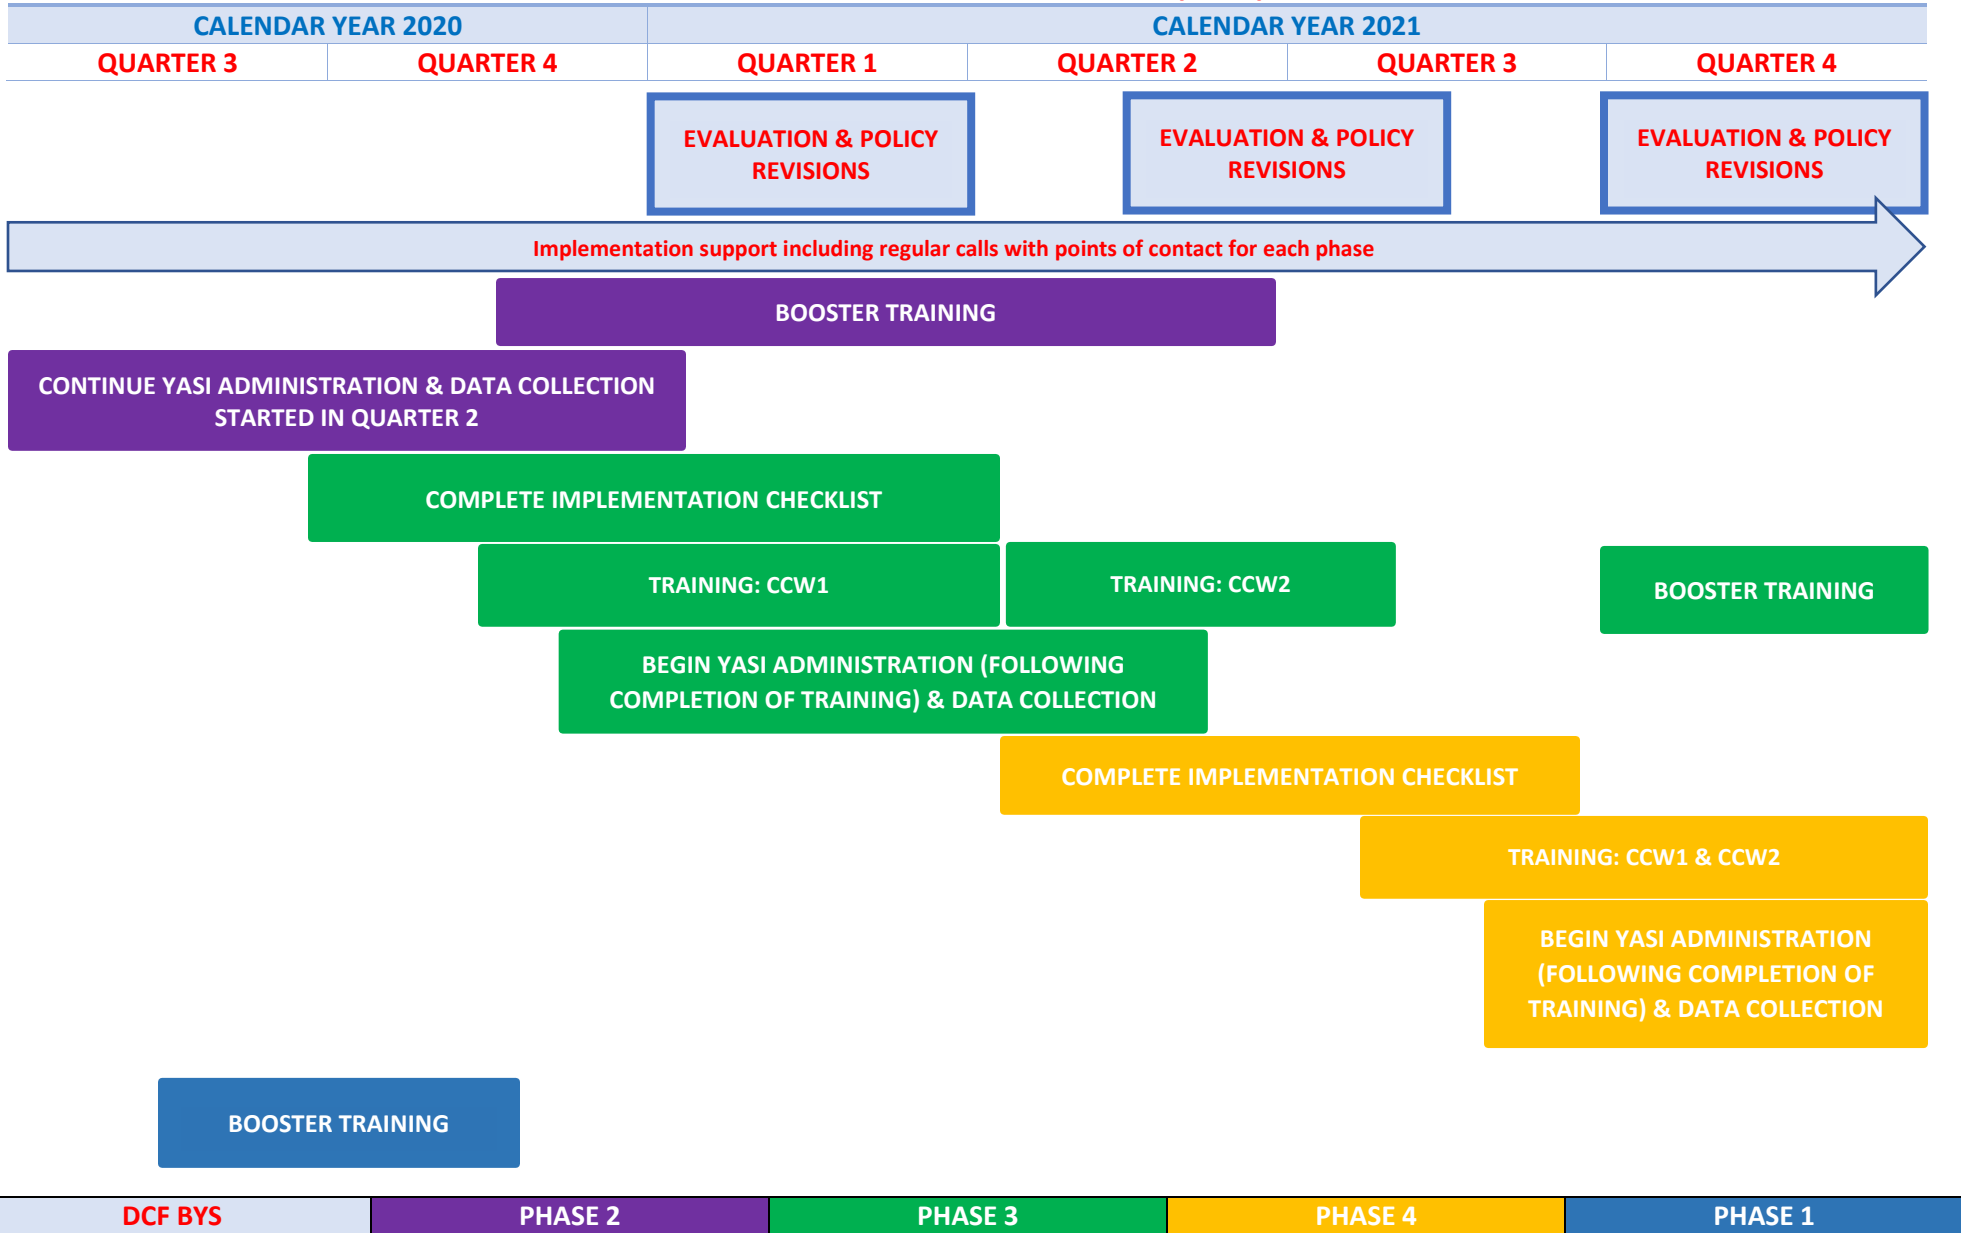 CALENDAR YEAR 2020
CALENDAR YEAR 2021
QUARTER 3
QUARTER 4
QUARTER 1
QUARTER 2
QUARTER 3
QUARTER 4
EVALUATION & POLICY
REVISIONS
EVALUATION & POLICY
REVISIONS
EVALUATION & POLICY
REVISIONS
Implementation support including regular calls with points of contact for each phase
BOOSTER TRAINING
CONTINUE YASI ADMINISTRATION & DATA COLLECTION
STARTED IN QUARTER 2
COMPLETE IMPLEMENTATION CHECKLIST
TRAINING: CCW1
TRAINING: CCW2
BOOSTER TRAINING
BEGIN YASI ADMINISTRATION (FOLLOWING
COMPLETION OF TRAINING) & DATA COLLECTION
COMPLETE IMPLEMENTATION CHECKLIST
TRAINING: CCW1 & CCW2
BEGIN YASI ADMINISTRATION
(FOLLOWING COMPLETION OF
TRAINING) & DATA COLLECTION
BOOSTER TRAINING
DCF BYS
PHASE 2
PHASE 3
PHASE 4
PHASE 1